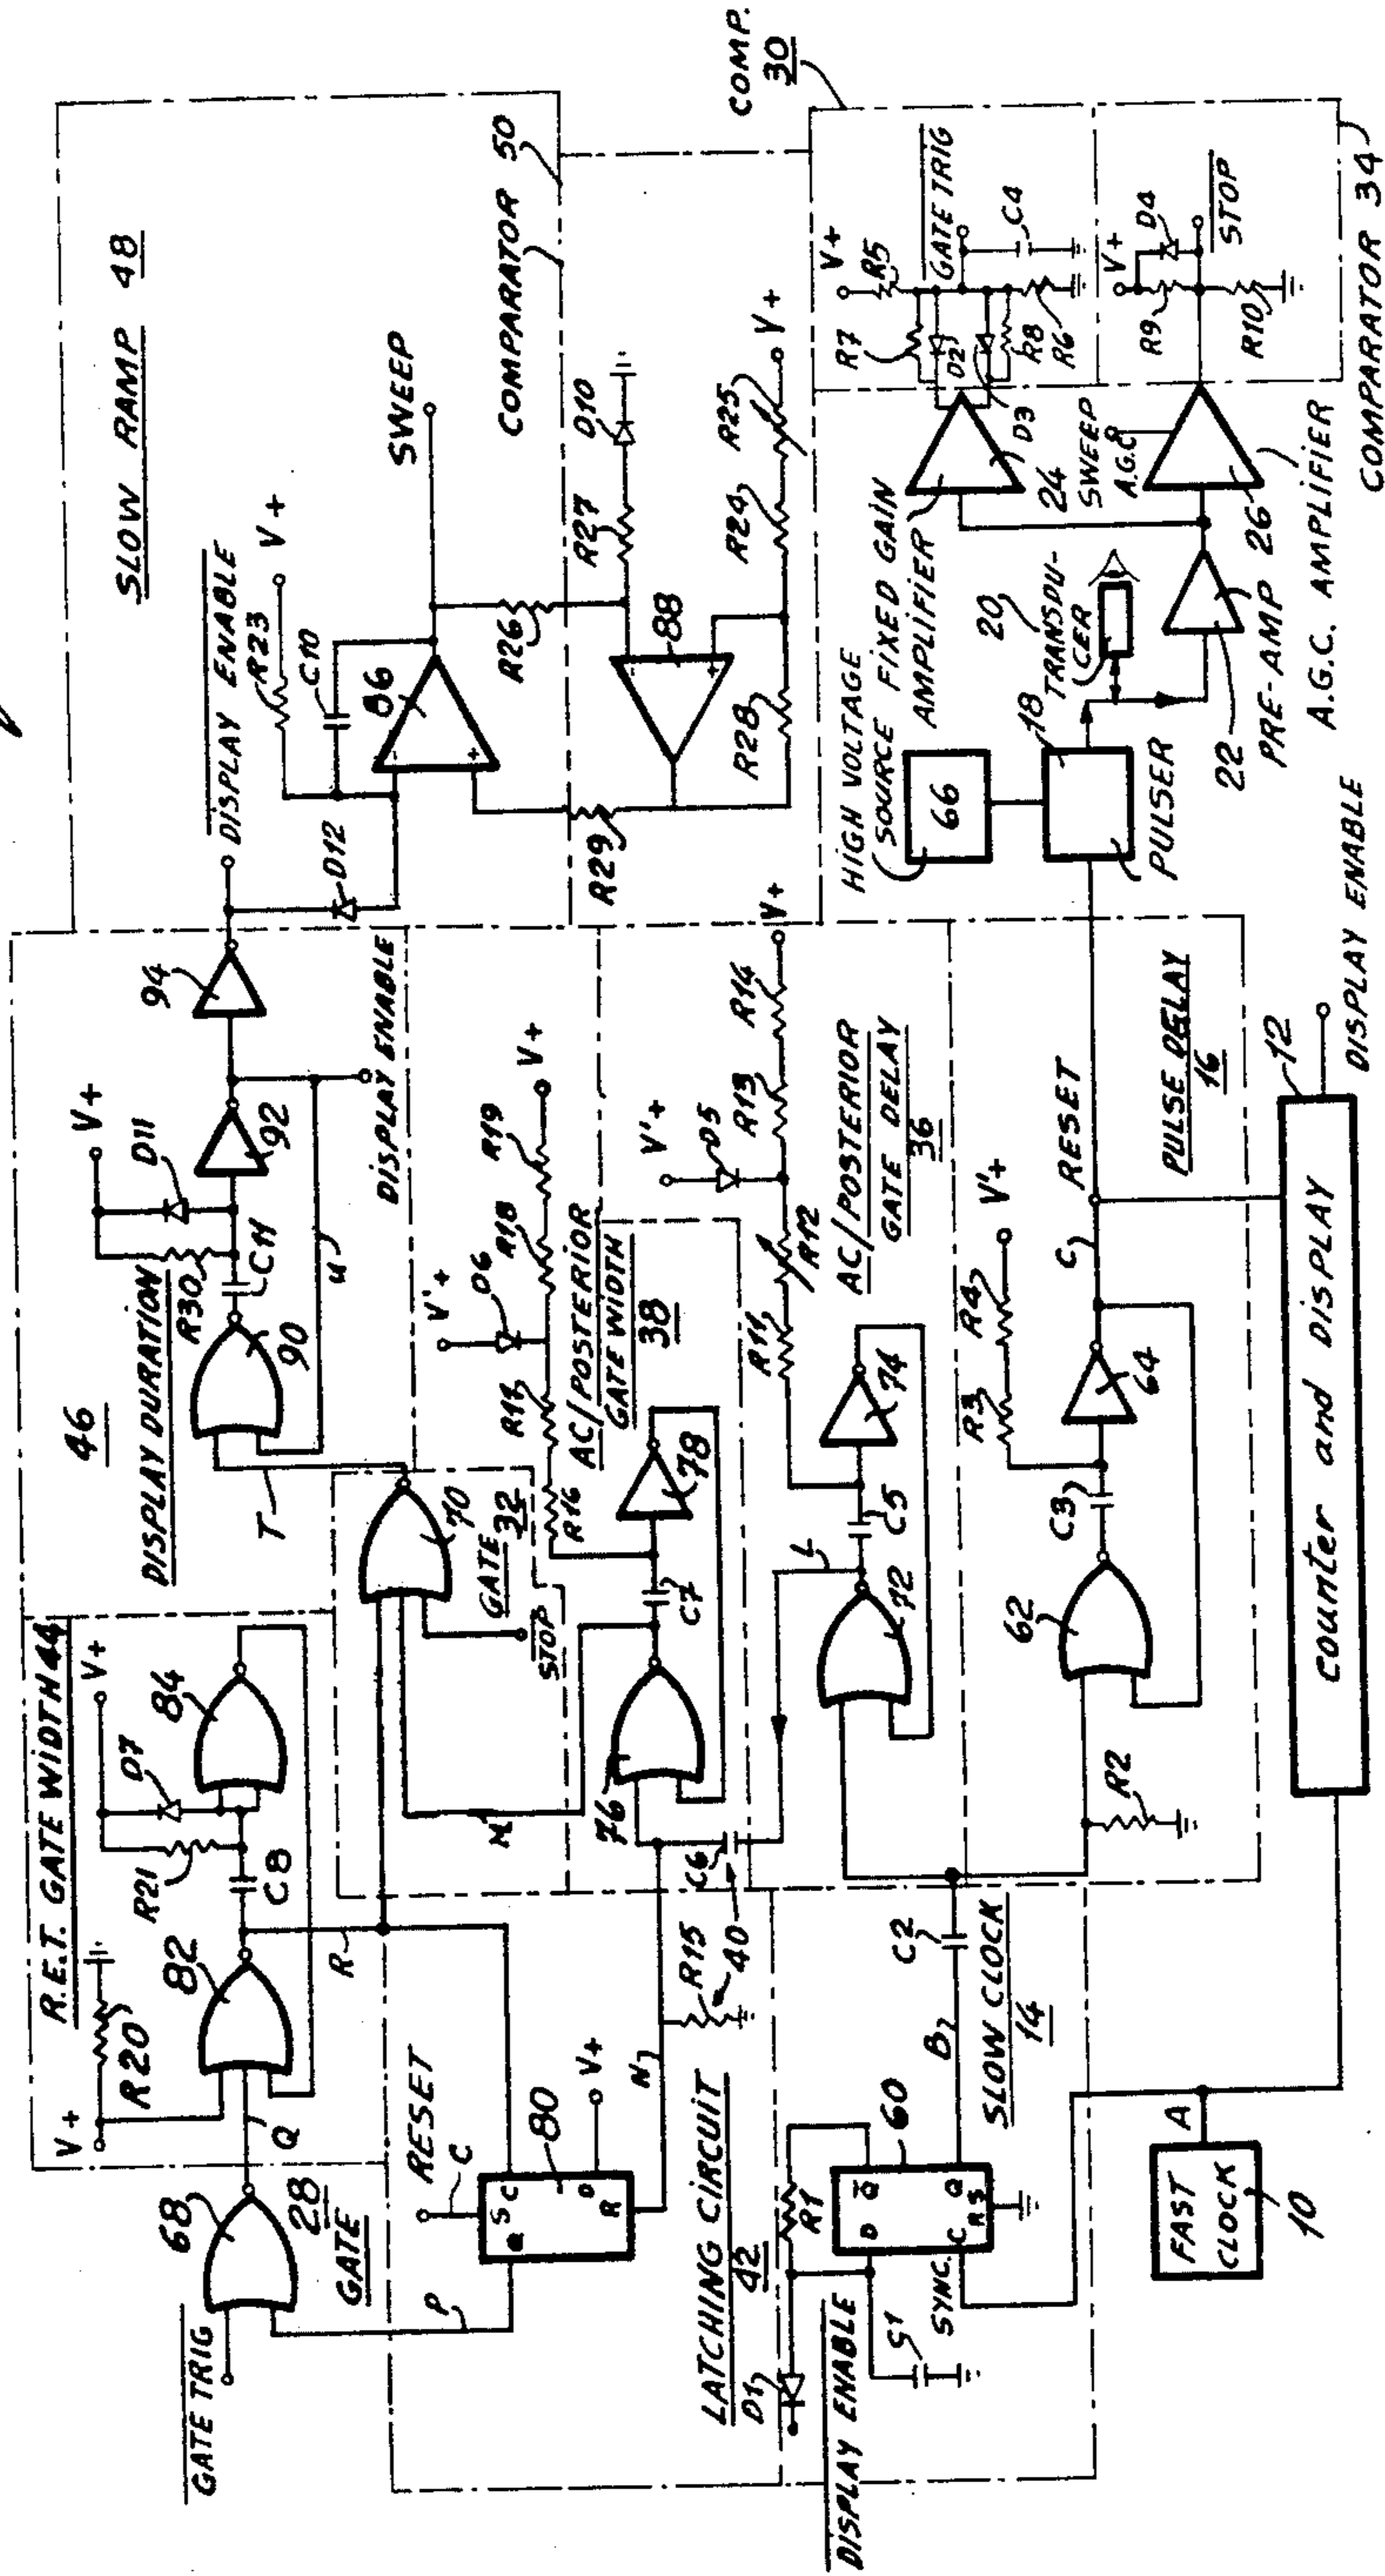 SLOW RAMP 48
DISPLAY ENABLE
R23
V+
C10
86
SWEEP
D12
COMPARATOR 50
R26
R27
D10
88
R28
R24
R25
V+
R29
46
DISPLAY DURATION
V+
D11
R30
C11
90
92
94
u
T
DISPLAY ENABLE
R.E.T. GATE WIDTH 44
V+
D7
R21
84
C8
82
V+
R20
Q
R
GATE TRIG
68
28
GATE
P
70
GATE
32
STOP
M
V'+
D6
R16
R17
R18
R19
V+
AC/POSTERIOR
GATE WIDTH
38
76
C7
78
C6
40
R15
N
RESET
C
S C
Q
D
R
80
V+
LATCHING CIRCUIT
42
V'+
D5
R11
R12
R13
R14
V+
AC/POSTERIOR
GATE DELAY
36
L
72
C5
74
DISPLAY ENABLE
D1
R1
D Q
Q
C R S
SYNC.
60
B
C2
SLOW CLOCK
14
R2
62
C3
R3
R4
V'+
64
C
RESET
PULSE DELAY
16
FAST
CLOCK
10
A
Counter and DISPLAY
12
DISPLAY ENABLE
HIGH VOLTAGE
SOURCE
66
18
PULSER
20
TRANSDU-
CER
22
PRE-AMP
FIXED GAIN
AMPLIFIER
24
SWEEP
A.G.C
26
A.G.C. AMPLIFIER
COMP.
30
V+
R5
R7
D2
D3
R8
R6
GATE TRIG
C4
V+
R9
D4
R10
STOP
COMPARATOR 34